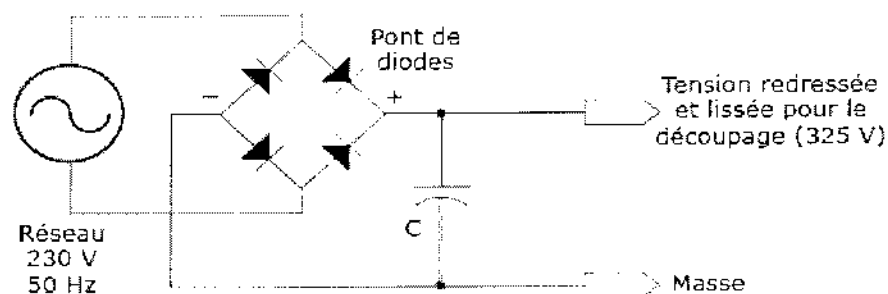 Pont de
diodes
−
+
Tension redressée
et lissée pour le
découpage (325 V)
C
Réseau
230 V
50 Hz
Masse